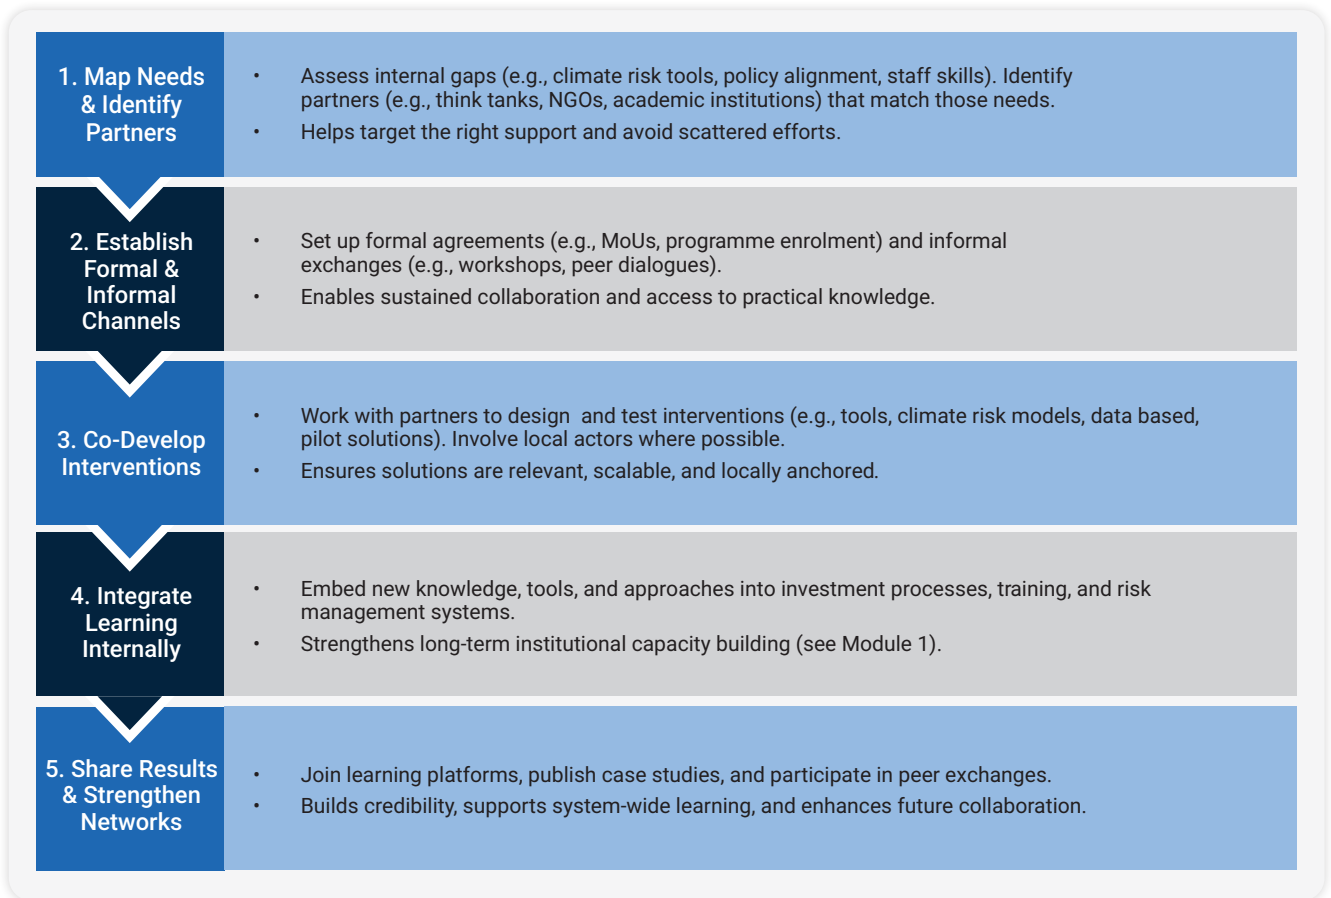 1. Map Needs
& Identify
Partners
• Assess internal gaps (e.g., climate risk tools, policy alignment, staff skills). Identify
partners (e.g., think tanks, NGOs, academic institutions) that match those needs.
• Helps target the right support and avoid scattered efforts.
2. Establish
Formal &
Informal
Channels
• Set up formal agreements (e.g., MoUs, programme enrolment) and informal
exchanges (e.g., workshops, peer dialogues).
• Enables sustained collaboration and access to practical knowledge.
3. Co-Develop
Interventions
• Work with partners to design  and test interventions (e.g., tools, climate risk models, data based,
pilot solutions). Involve local actors where possible.
• Ensures solutions are relevant, scalable, and locally anchored.
4. Integrate
Learning
Internally
• Embed new knowledge, tools, and approaches into investment processes, training, and risk
management systems.
• Strengthens long-term institutional capacity building (see Module 1).
5. Share Results
& Strengthen
Networks
• Join learning platforms, publish case studies, and participate in peer exchanges.
• Builds credibility, supports system-wide learning, and enhances future collaboration.